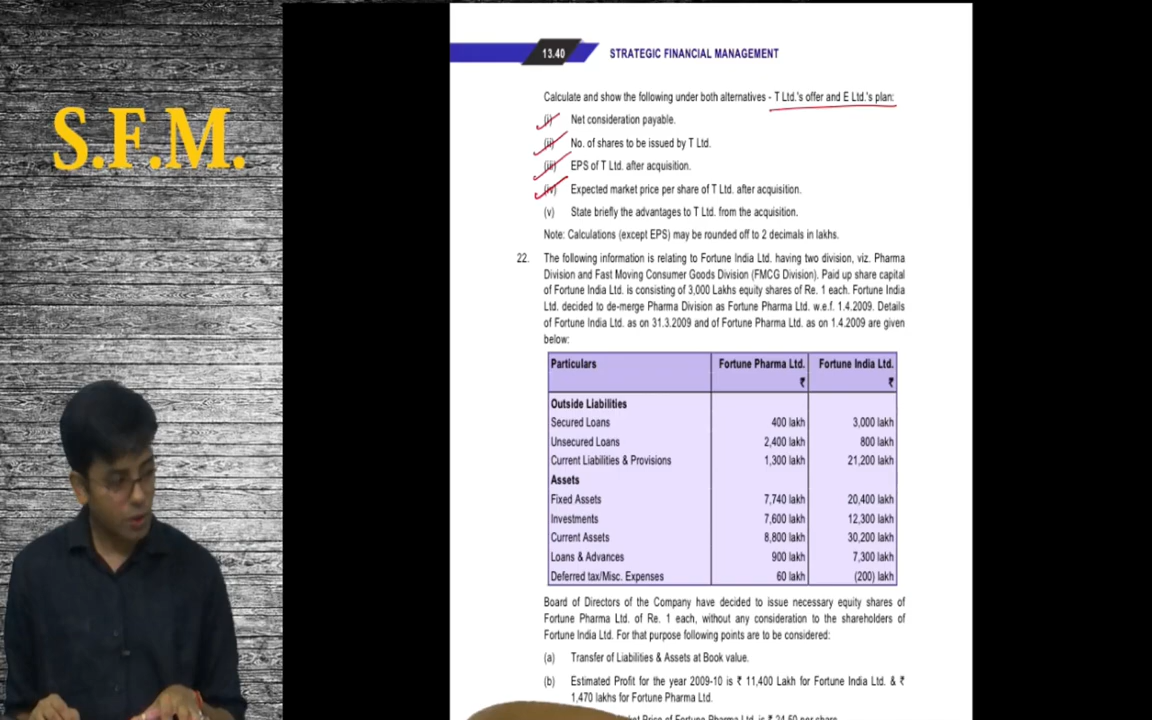 S.F.M.
13.40 STRATEGIC FINANCIAL MANAGEMENT
Calculate and show the following under both alternatives - T Ltd.'s offer and E Ltd.'s plan:
(i) Net consideration payable.
(ii) No. of shares to be issued by T Ltd.
(iii) EPS of T Ltd. after acquisition.
(iv) Expected market price per share of T Ltd. after acquisition.
(v) State briefly the advantages to T Ltd. from the acquisition.
Note: Calculations (except EPS) may be rounded off to 2 decimals in lakhs.
22. The following information is relating to Fortune India Ltd. having two division, viz. Pharma
Division and Fast Moving Consumer Goods Division (FMCG Division). Paid up share capital
of Fortune India Ltd. is consisting of 3,000 Lakhs equity shares of Re. 1 each. Fortune India
Ltd. decided to de-merge Pharma Division as Fortune Pharma Ltd. w.e.f. 1.4.2009. Details
of Fortune India Ltd. as on 31.3.2009 and of Fortune Pharma Ltd. as on 1.4.2009 are given
below:
Particulars Fortune Pharma Ltd. Fortune India Ltd.
₹ ₹
Outside Liabilities
Secured Loans 400 lakh 3,000 lakh
Unsecured Loans 2,400 lakh 800 lakh
Current Liabilities & Provisions 1,300 lakh 21,200 lakh
Assets
Fixed Assets 7,740 lakh 20,400 lakh
Investments 7,600 lakh 12,300 lakh
Current Assets 8,800 lakh 30,200 lakh
Loans & Advances 900 lakh 7,300 lakh
Deferred tax/Misc. Expenses 60 lakh (200) lakh
Board of Directors of the Company have decided to issue necessary equity shares of
Fortune Pharma Ltd. of Re. 1 each, without any consideration to the shareholders of
Fortune India Ltd. For that purpose following points are to be considered:
(a) Transfer of Liabilities & Assets at Book value.
(b) Estimated Profit for the year 2009-10 is ₹ 11,400 Lakh for Fortune India Ltd. & ₹
1,470 lakhs for Fortune Pharma Ltd.
Price of Fortune Pharma Ltd. is ₹ 24.50 per share